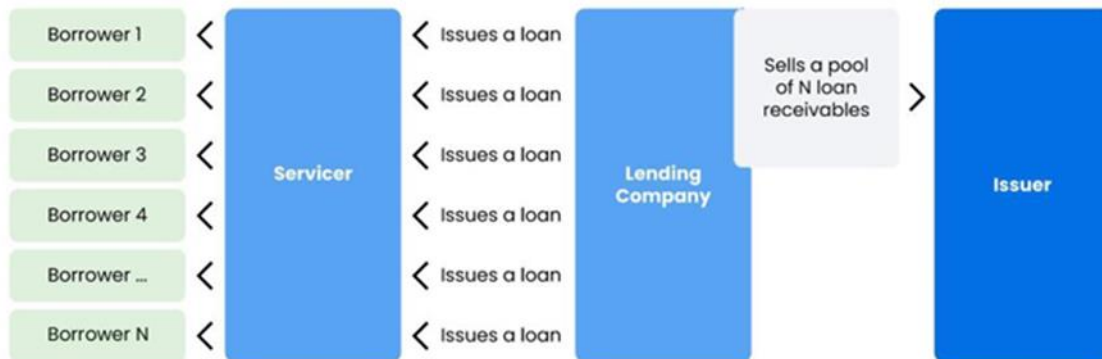 Borrower 1
Issues a loan
Borrower 2
Issues a loan
Borrower 3
Issues a loan
Borrower 4
Issues a loan
Borrower ...
Issues a loan
Borrower N
Issues a loan
Servicer
Lending
Company
Sells a pool
of N loan
receivables
Issuer